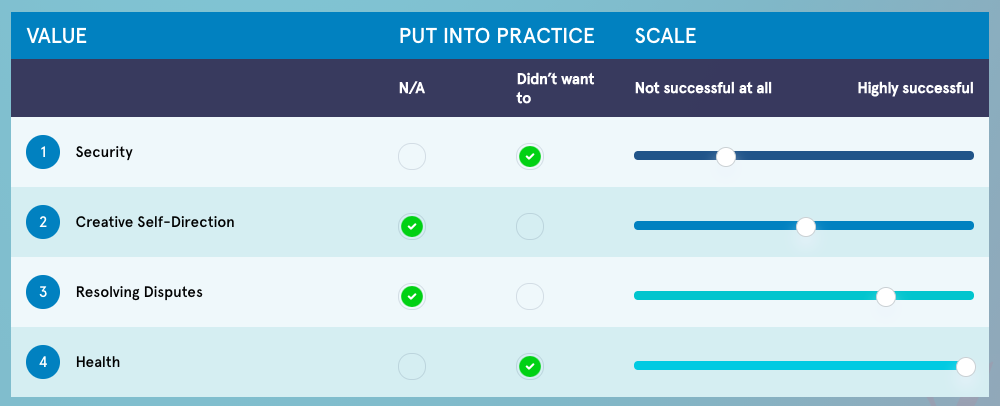 VALUE PUT INTO PRACTICE SCALE
N/A Didn’t want to Not successful at all Highly successful
1 Security
2 Creative Self-Direction
3 Resolving Disputes
4 Health